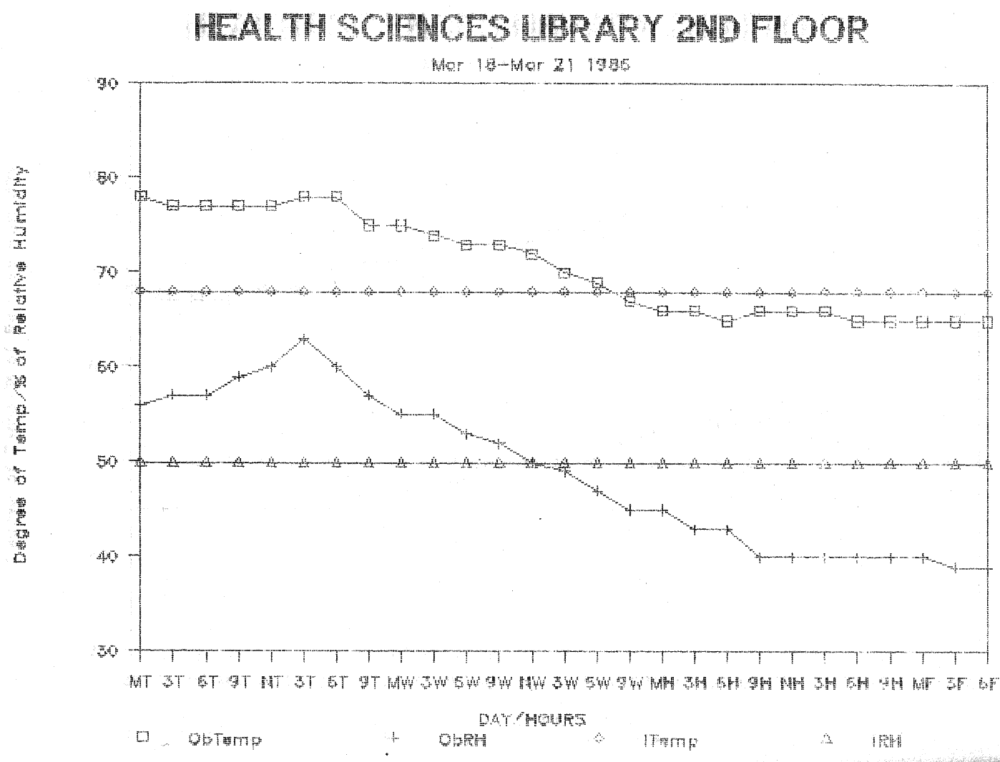 HEALTH SCIENCES LIBRARY 2ND FLOOR
Mar 18-Mar 21 1986
Degree of Temp/% of Relative Humidity
90
80
70
60
50
40
30
MT 3T 6T 9T NT 3T 6T 9T MW 3W 6W 9W NW 3W 6W 9W MH 3H 6H 9H NH 3H 6H 9H MF 3F 6F
DAY/HOURS
ObTemp ObRH ITemp IRH